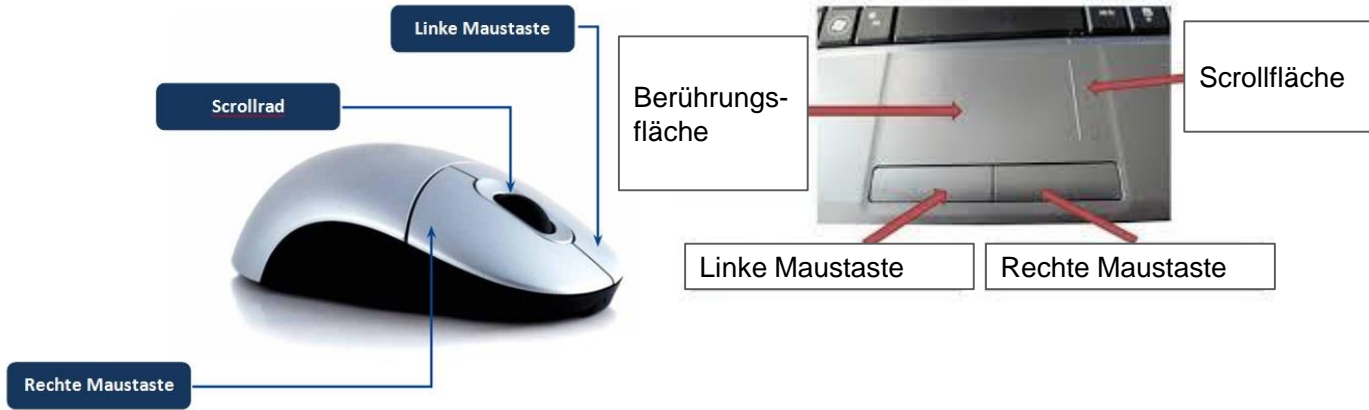 Linke Maustaste
Scrollrad
Rechte Maustaste
Berührungs-
fläche
Scrollfläche
Linke Maustaste
Rechte Maustaste